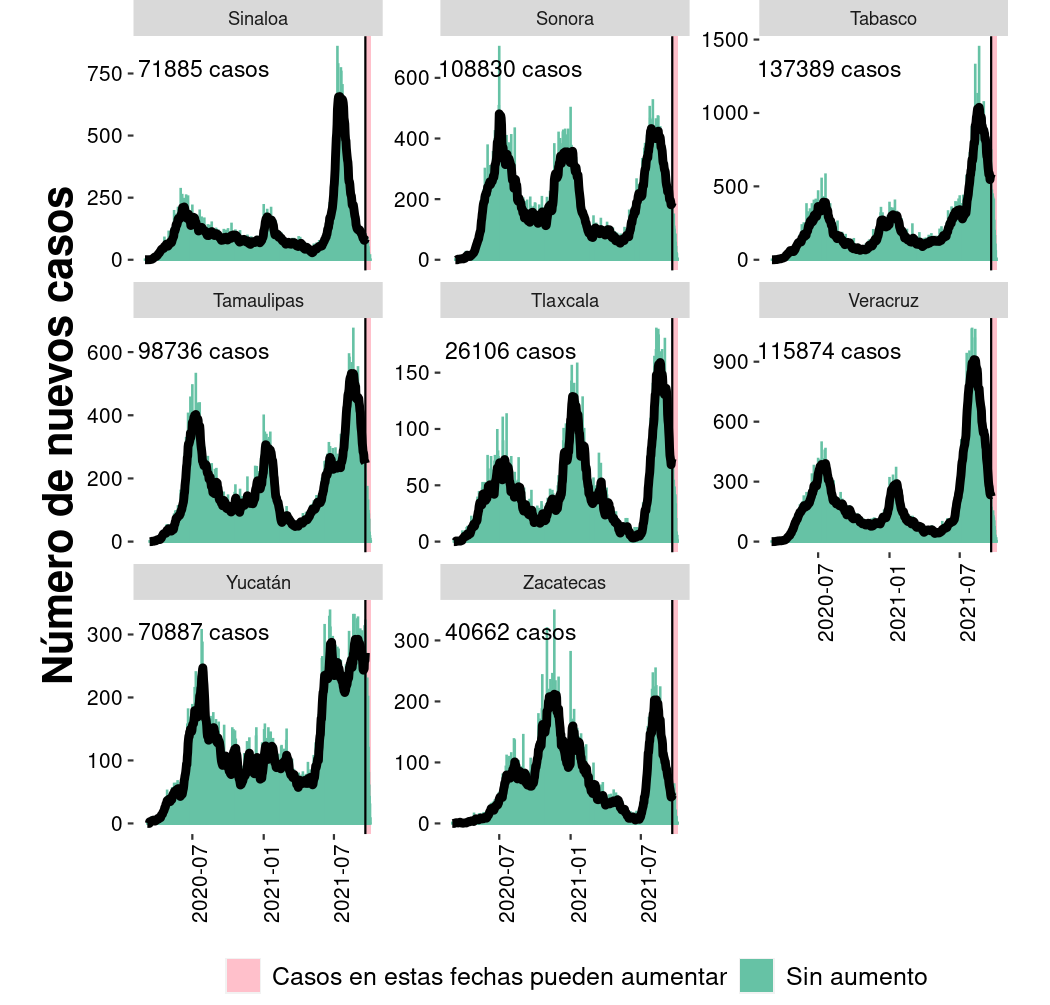 Sinaloa
Sonora
Tabasco
71885 casos
108830 casos
137389 casos
750
500
250
0
600
400
200
0
1500
1000
500
0
Tamaulipas
Tlaxcala
Veracruz
98736 casos
26106 casos
115874 casos
600
400
200
0
150
100
50
0
900
600
300
0
2020-07
2021-01
2021-07
Yucatán
Zacatecas
70887 casos
40662 casos
300
200
100
0
300
200
100
0
2020-07
2021-01
2021-07
2020-07
2021-01
2021-07
Número de nuevos casos
Casos en estas fechas pueden aumentar
Sin aumento